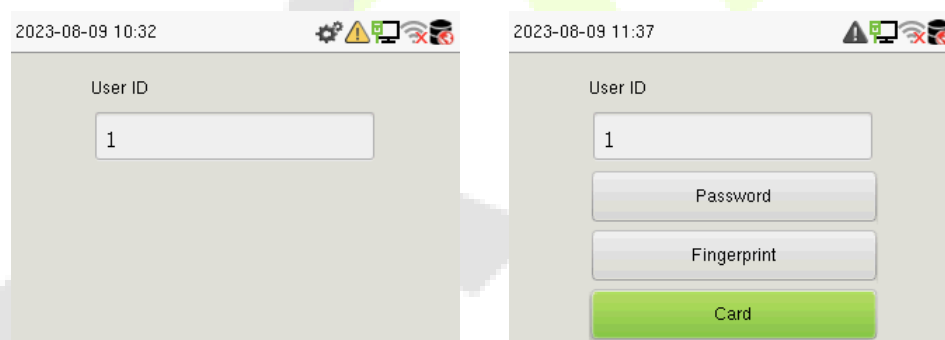 2023-08-09 10:32
User ID
1
2023-08-09 11:37
User ID
1
Password
Fingerprint
Card